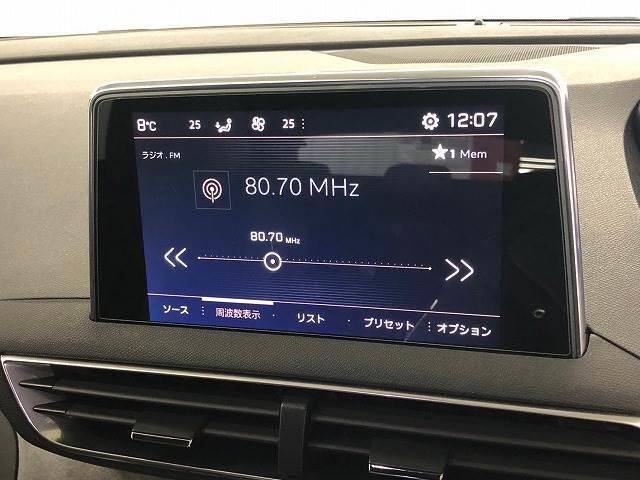 8℃ 25 25 12:07
ラジオ . FM ★1 Mem
80.70 MHz
80.70 MHz
ソース 周波数表示 リスト プリセット オプション